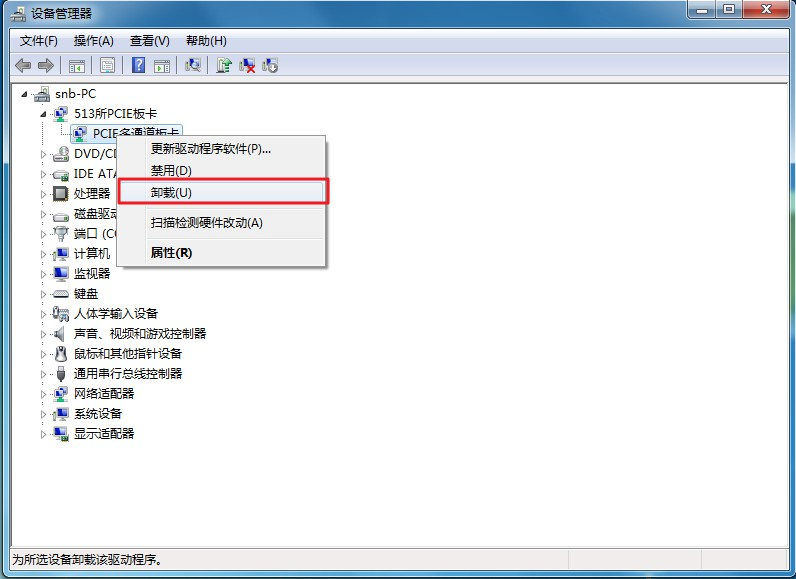 设备管理器
文件(F) 操作(A) 查看(V) 帮助(H)
snb-PC
513所PCIE板卡
PCIE多通道板卡
更新驱动程序软件(P)...
DVD/CD
禁用(D)
IDE ATA
卸载(U)
处理器
磁盘驱动
扫描检测硬件改动(A)
端口 (CO
计算机
属性(R)
监视器
键盘
人体学输入设备
声音、视频和游戏控制器
鼠标和其他指针设备
通用串行总线控制器
网络适配器
系统设备
显示适配器
为所选设备卸载该驱动程序。